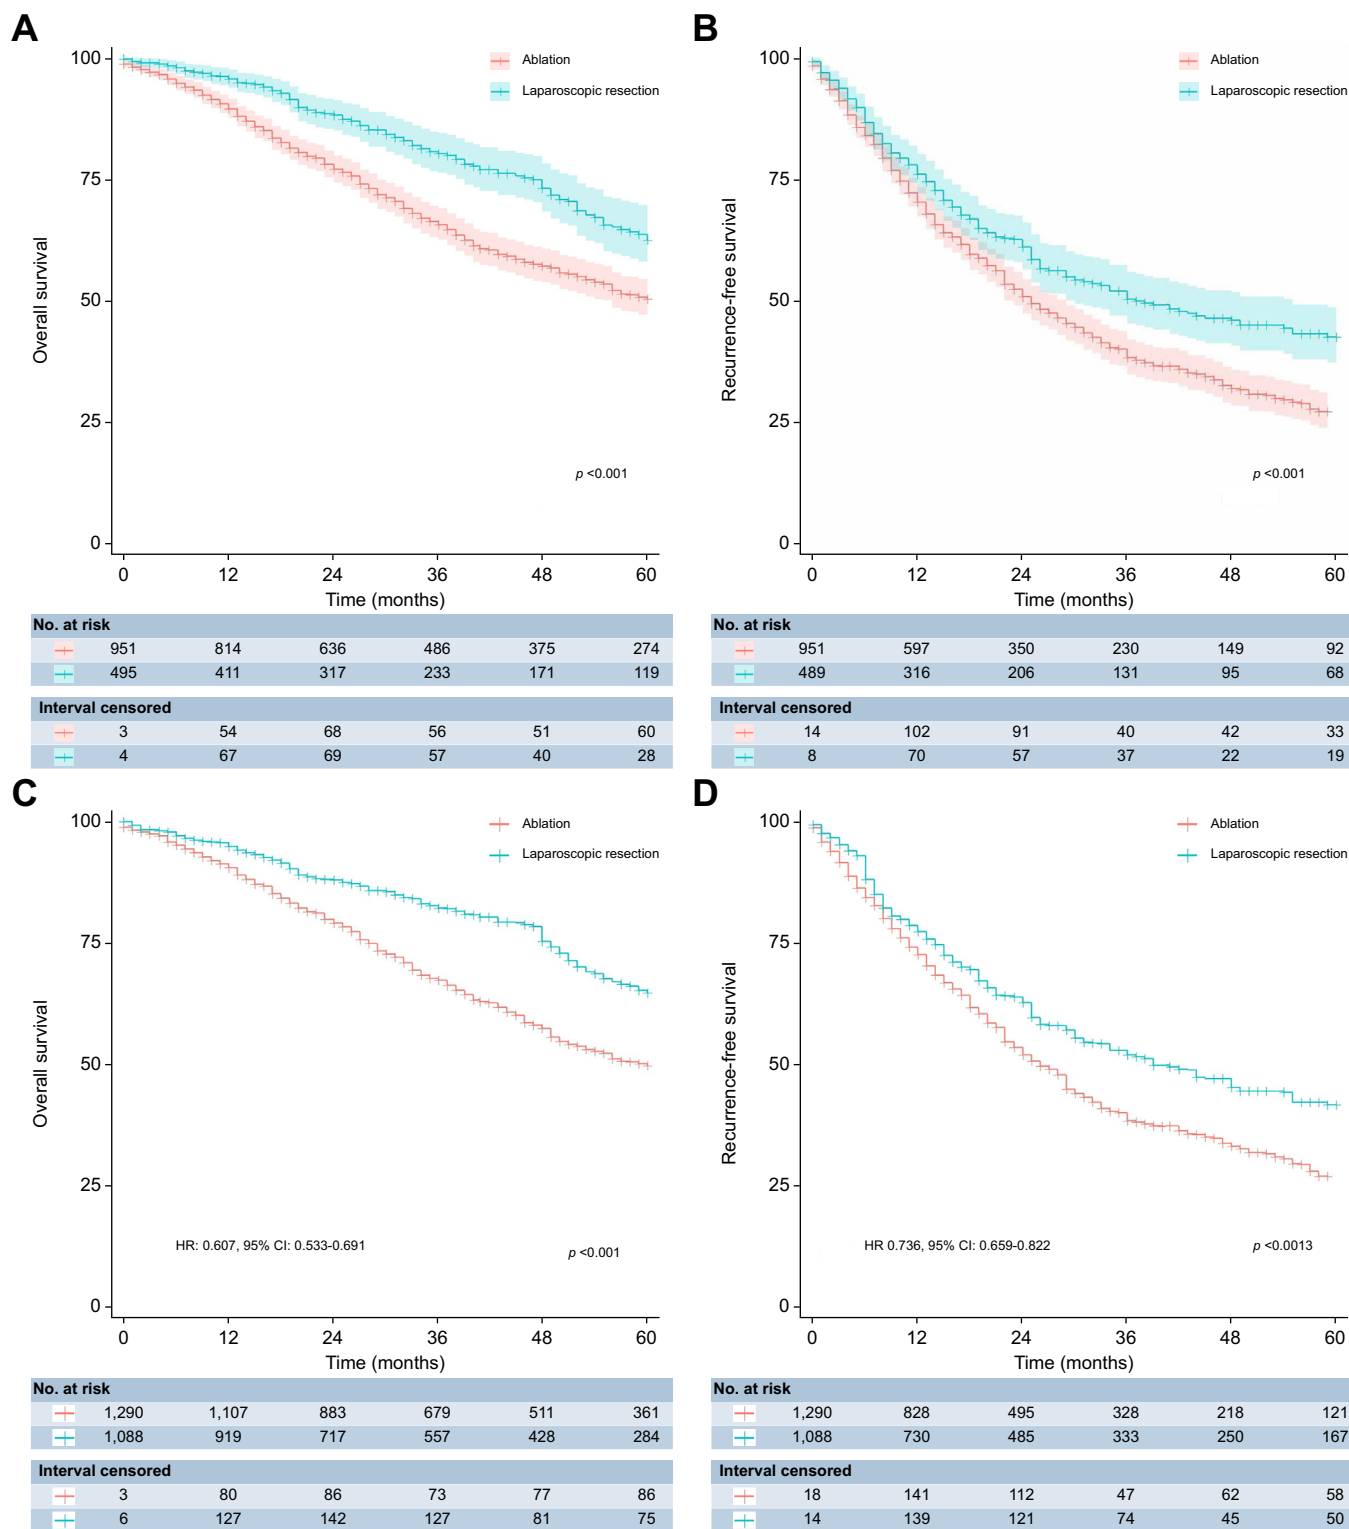 A
B
100
75
50
25
0
Overall survival
Ablation
Laparoscopic resection
p <0.001
0 12 24 36 48 60
Time (months)
No. at risk
951 814 636 486 375 274
495 411 317 233 171 119
Interval censored
3 54 68 56 51 60
4 67 69 57 40 28
100
75
50
25
0
Recurrence-free survival
Ablation
Laparoscopic resection
p <0.001
0 12 24 36 48 60
Time (months)
No. at risk
951 597 350 230 149 92
489 316 206 131 95 68
Interval censored
14 102 91 40 42 33
8 70 57 37 22 19
C
D
100
75
50
25
0
Overall survival
Ablation
Laparoscopic resection
HR: 0.607, 95% CI: 0.533-0.691
p <0.001
0 12 24 36 48 60
Time (months)
No. at risk
1,290 1,107 883 679 511 361
1,088 919 717 557 428 284
Interval censored
3 80 86 73 77 86
6 127 142 127 81 75
100
75
50
25
0
Recurrence-free survival
Ablation
Laparoscopic resection
HR 0.736, 95% CI: 0.659-0.822
p <0.0013
0 12 24 36 48 60
Time (months)
No. at risk
1,290 828 495 328 218 121
1,088 730 485 333 250 167
Interval censored
18 141 112 47 62 58
14 139 121 74 45 50